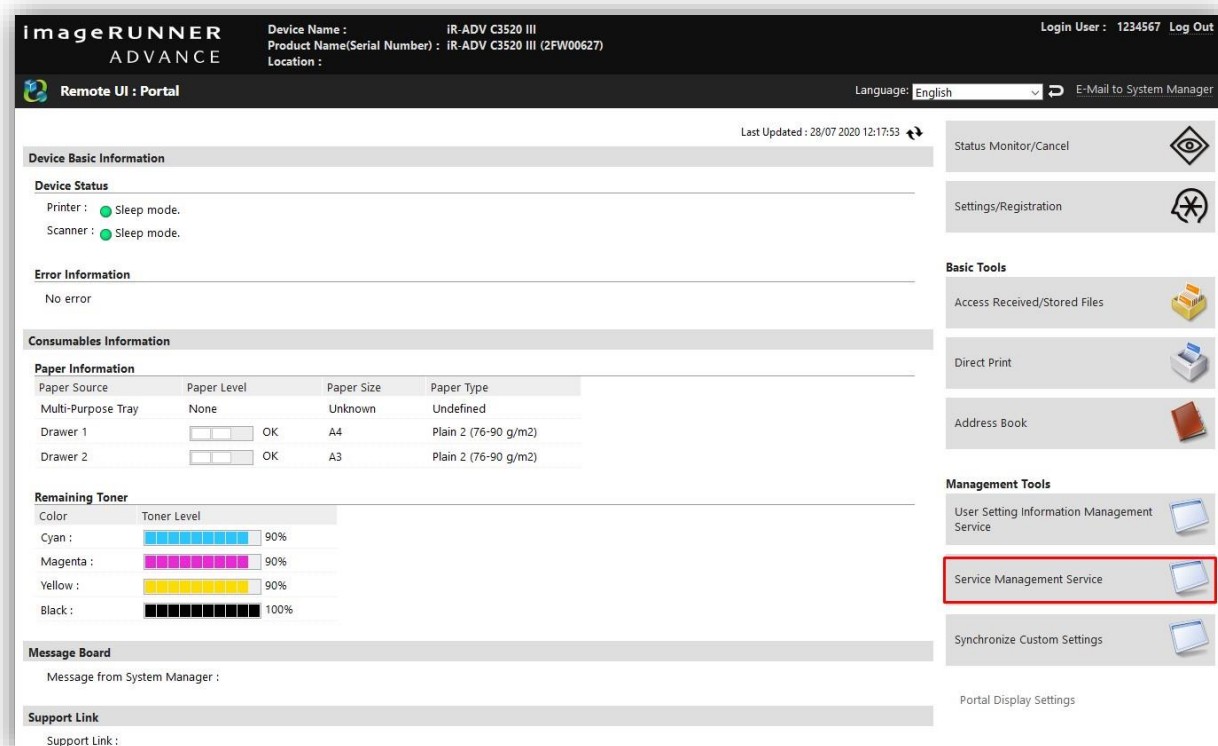 imageRUNNER
ADVANCE
Device Name : iR-ADV C3520 III
Product Name(Serial Number) : iR-ADV C3520 III (2FW00627)
Location :
Login User : 1234567 Log Out
Remote UI : Portal
Language: English E-Mail to System Manager
Last Updated : 28/07 2020 12:17:53
Device Basic Information
Device Status
Printer : Sleep mode.
Scanner : Sleep mode.
Error Information
No error
Consumables Information
Paper Information
Paper Source Paper Level Paper Size Paper Type
Multi-Purpose Tray None Unknown Undefined
Drawer 1 OK A4 Plain 2 (76-90 g/m2)
Drawer 2 OK A3 Plain 2 (76-90 g/m2)
Remaining Toner
Color Toner Level
Cyan : 90%
Magenta : 90%
Yellow : 90%
Black : 100%
Message Board
Message from System Manager :
Support Link
Support Link :
Status Monitor/Cancel
Settings/Registration
Basic Tools
Access Received/Stored Files
Direct Print
Address Book
Management Tools
User Setting Information Management
Service
Service Management Service
Synchronize Custom Settings
Portal Display Settings